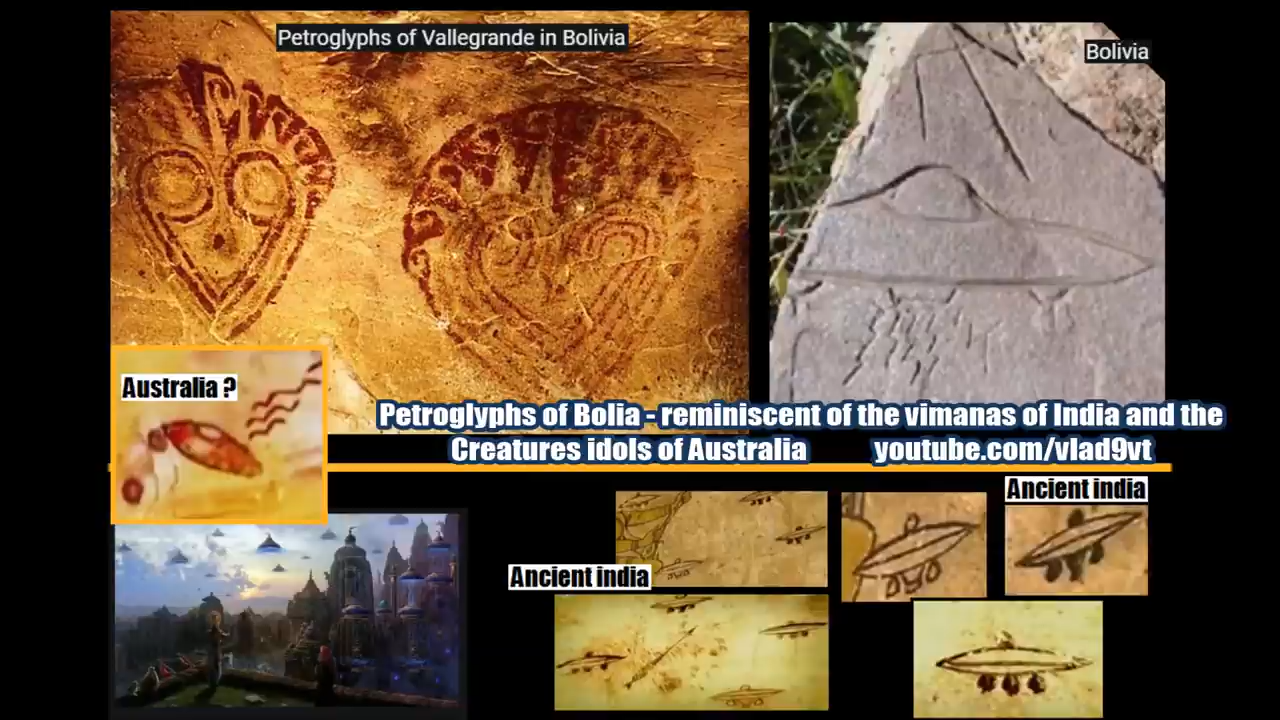 Petroglyphs of Vallegrande in Bolivia
Bolivia
Australia ?
Petroglyphs of Bolia - reminiscent of the vimanas of India and the
Creatures idols of Australia youtube.com/vlad9vt
Ancient india
Ancient india